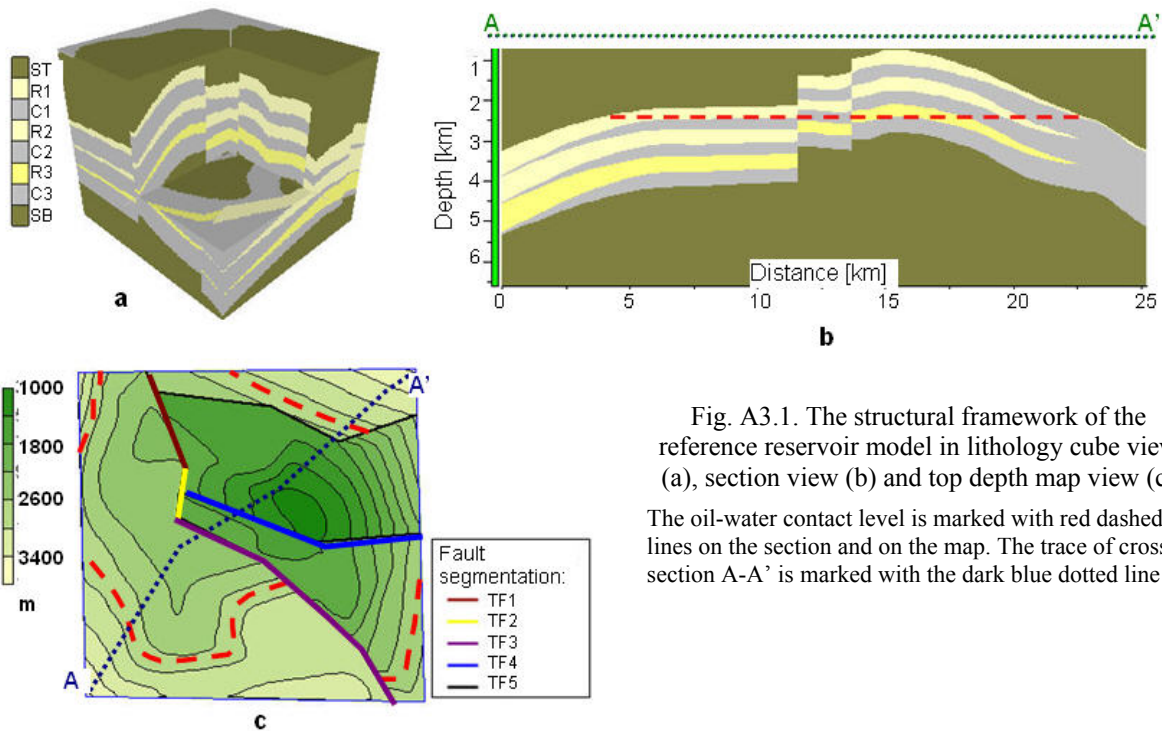 ST
R1
C1
R2
C2
R3
C3
SB
a
A
A'
Depth [km]
1
2
3
4
5
6
Distance [km]
0
5
10
15
20
25
b
1000
1800
2600
3400
m
A'
A
c
Fault
segmentation:
TF1
TF2
TF3
TF4
TF5
Fig. A3.1. The structural framework of the
reference reservoir model in lithology cube view
(a), section view (b) and top depth map view (c
The oil-water contact level is marked with red dashed
lines on the section and on the map. The trace of cross
section A-A' is marked with the dark blue dotted line